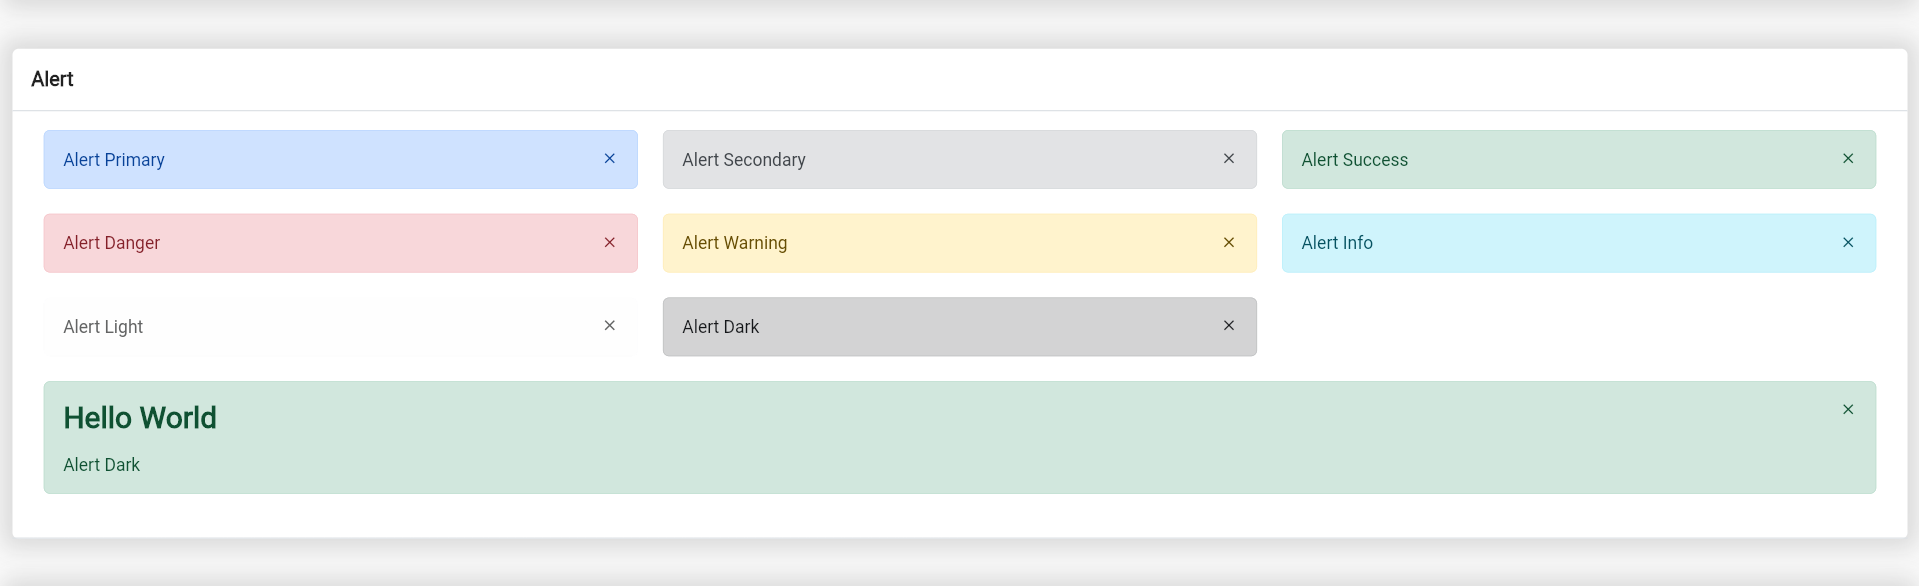 Alert
Alert Primary
Alert Secondary
Alert Success
Alert Danger
Alert Warning
Alert Info
Alert Light
Alert Dark
Hello World
Alert Dark